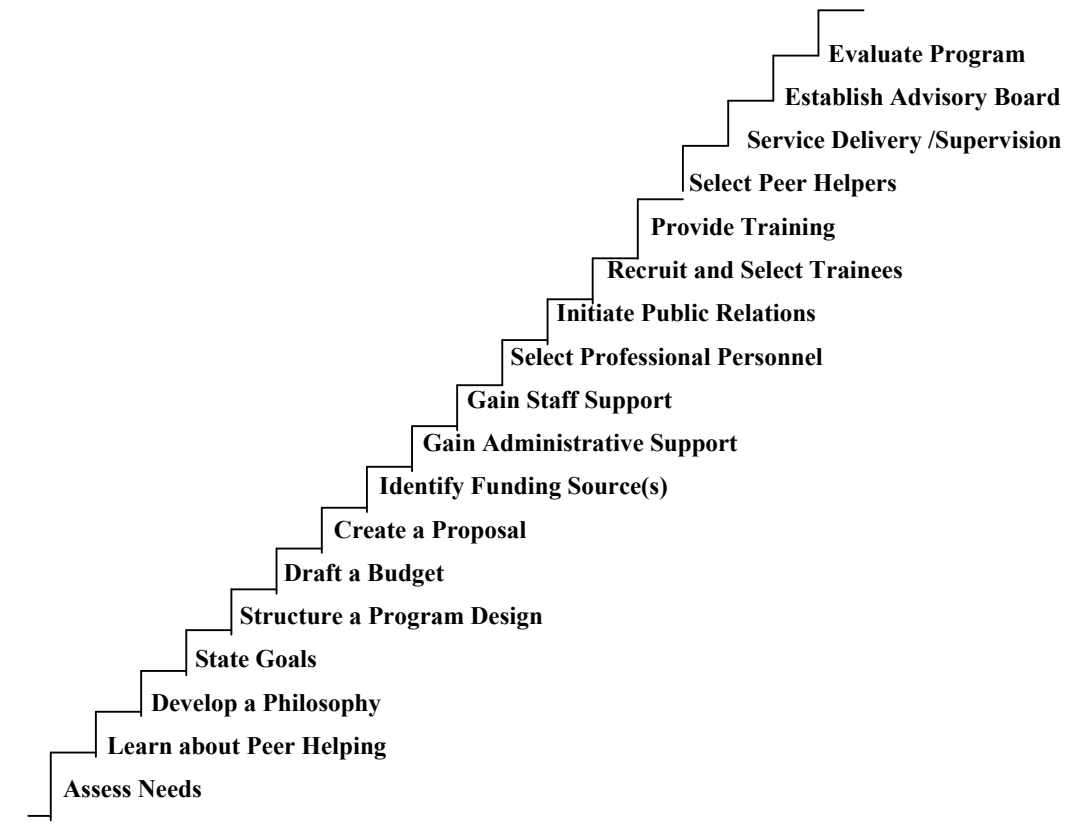 Evaluate Program
Establish Advisory Board
Service Delivery /Supervision
Select Peer Helpers
Provide Training
Recruit and Select Trainees
Initiate Public Relations
Select Professional Personnel
Gain Staff Support
Gain Administrative Support
Identify Funding Source(s)
Create a Proposal
Draft a Budget
Structure a Program Design
State Goals
Develop a Philosophy
Learn about Peer Helping
Assess Needs